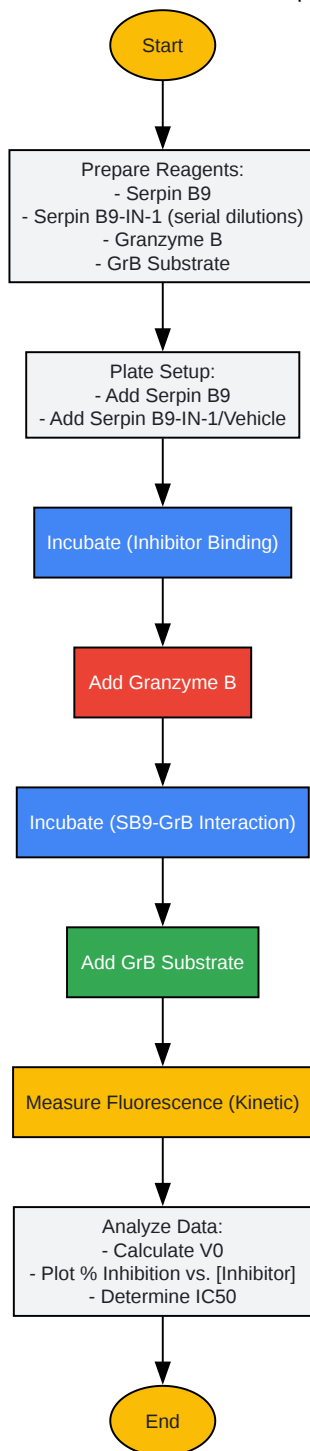 Start
Prepare Reagents:
- Serpin B9
- Serpin B9-IN-1 (serial dilutions)
- Granzyme B
- GrB Substrate
Plate Setup:
- Add Serpin B9
- Add Serpin B9-IN-1/Vehicle
Incubate (Inhibitor Binding)
Add Granzyme B
Incubate (SB9-GrB Interaction)
Add GrB Substrate
Measure Fluorescence (Kinetic)
Analyze Data:
- Calculate V0
- Plot % Inhibition vs. [Inhibitor]
- Determine IC50
End